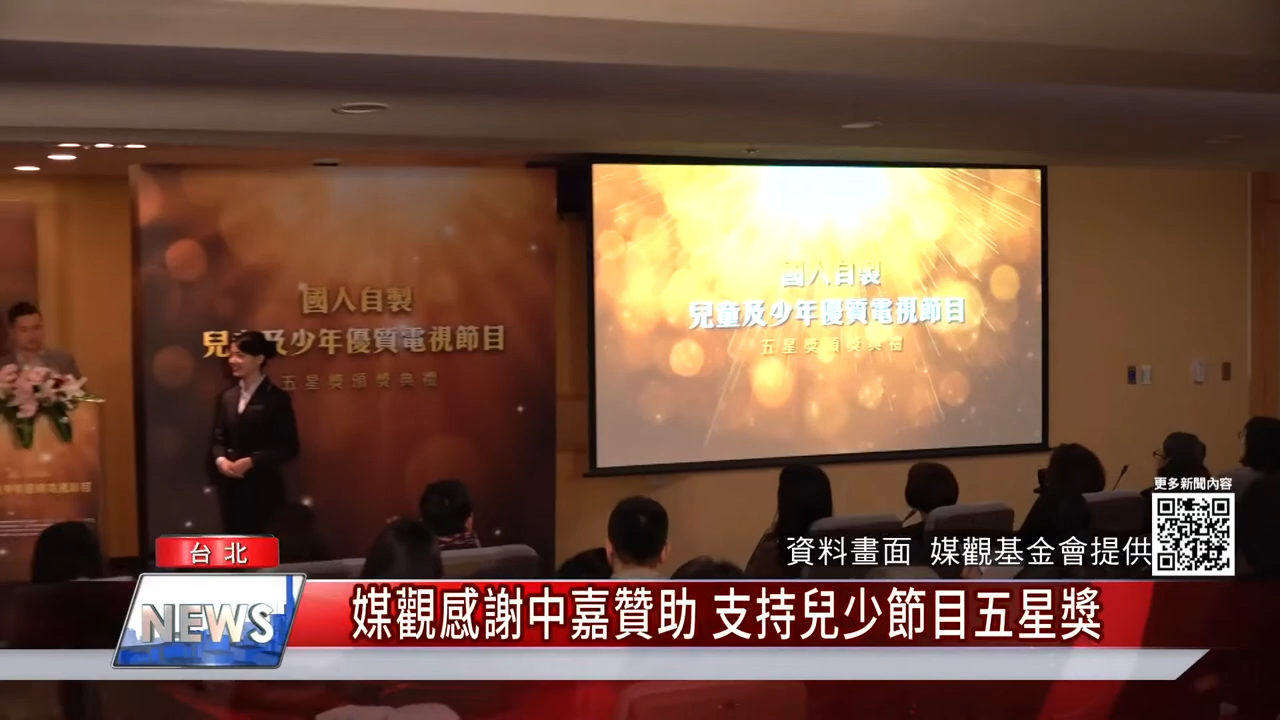 國人自製
兒童及少年優質電視節目
五星獎頒獎典禮
國人自製
兒 及少年優質電視節目
五星獎頒獎典禮
更多新聞內容
資料畫面 媒觀基金會提供
台北
NEWS
媒觀感謝中嘉贊助 支持兒少節目五星獎